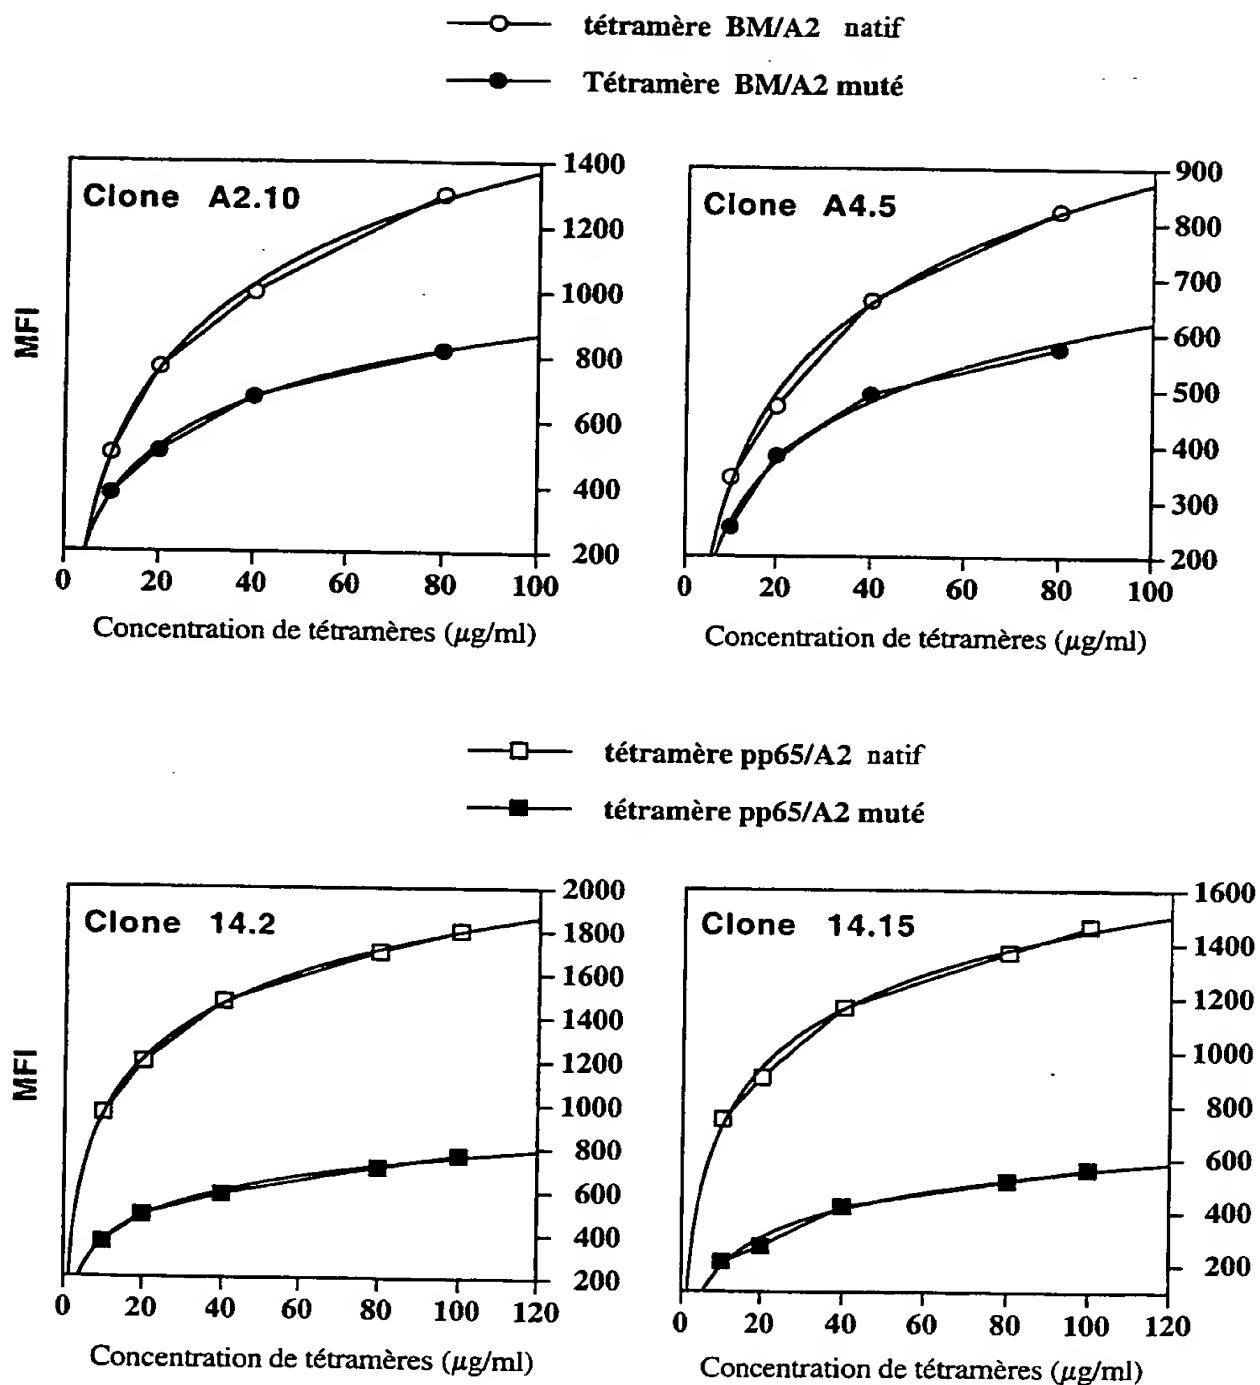 tétramère BM/A2 natif
Tétramère BM/A2 muté
Clone A2.10
MFI
1400
1200
1000
800
600
400
200
0 20 40 60 80 100
Concentration de tétramères (µg/ml)
Clone A4.5
900
800
700
600
500
400
300
200
0 20 40 60 80 100
Concentration de tétramères (µg/ml)
tétramère pp65/A2 natif
tétramère pp65/A2 muté
Clone 14.2
MFI
2000
1800
1600
1400
1200
1000
800
600
400
200
0 20 40 60 80 100 120
Concentration de tétramères (µg/ml)
Clone 14.15
1600
1400
1200
1000
800
600
400
200
0 20 40 60 80 100 120
Concentration de tétramères (µg/ml)